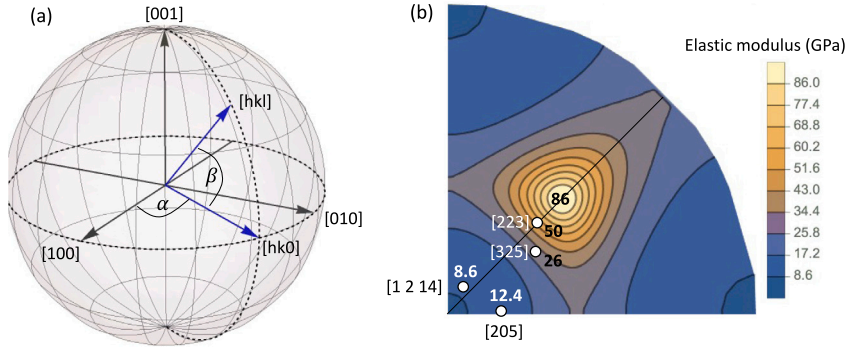 (a)
[001]
[hkl]
β
α
[010]
[100]
[hk0]
(b)
Elastic modulus (GPa)
86.0
77.4
68.8
60.2
51.6
43.0
34.4
25.8
17.2
8.6
86
[223]
50
[325]
26
8.6
[1 2 14]
12.4
[205]